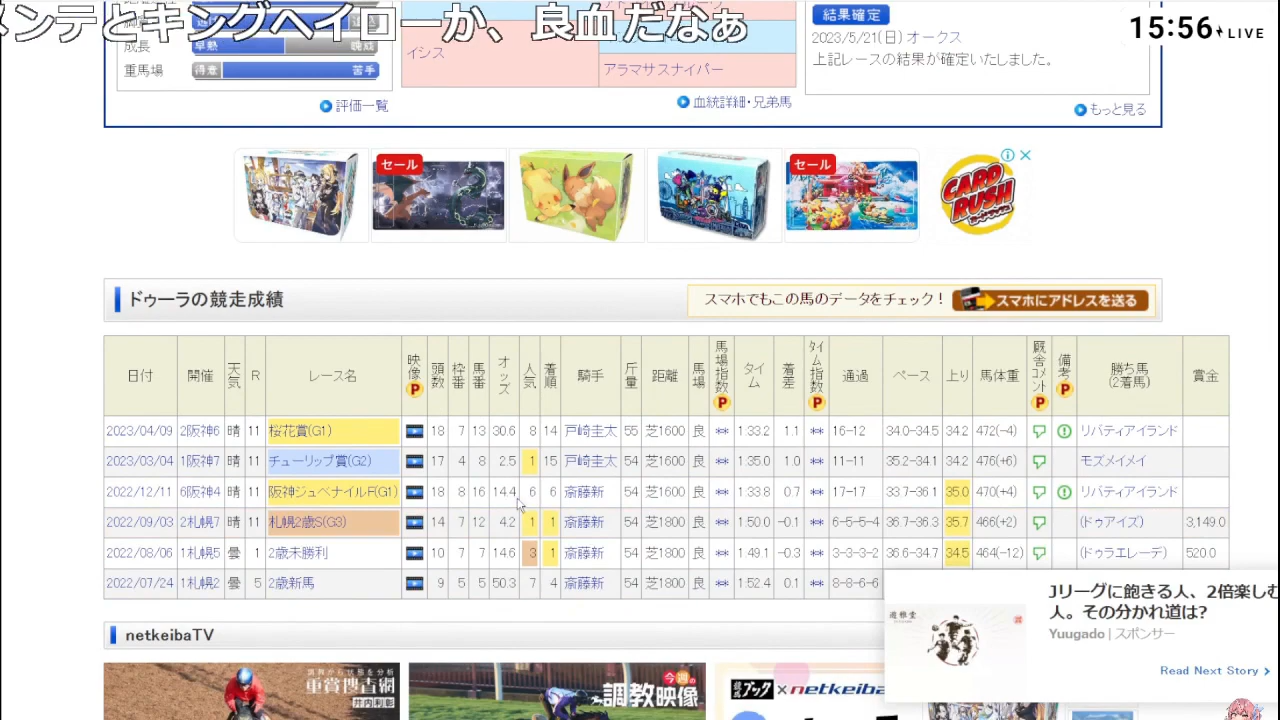 メンテとキングヘイローか、良血だなぁ
15:56 LIVE
成長 早熟 晩成
重馬場 得意 苦手
評価一覧
イシス
アラマサスナイパー
血統詳細・兄弟馬
結果確定
2023/5/21(日) オークス
上記レースの結果が確定いたしました。
もっと見る
セール
セール
CARD RUSH
ドゥーラの競走成績
スマホでもこの馬のデータをチェック！ スマホにアドレスを送る
日付 開催 天気 R レース名 映像 P 頭数 枠番 馬番 オッズ 人気 着順 騎手 斤量 距離 馬場 馬場指数 P タイム 着差 タイム指数 P 通過 ペース 上り 馬体重 厩舎コメント P 備考 P 勝ち馬(2着馬) 賞金
2023/04/09 2阪神6 晴 11 桜花賞(G1) 18 7 13 30.6 8 14 戸崎圭太 55 芝1600 良 ** 1:33.2 1.1 ** 16-12 34.0-34.5 34.2 472(-4) リバティアイランド
2023/03/04 1阪神7 晴 11 チューリップ賞(G2) 17 4 8 2.5 1 15 戸崎圭太 54 芝1600 良 ** 1:35.0 1.0 ** 11-11 35.2-34.1 34.2 476(+6) モズメイメイ
2022/12/11 6阪神4 晴 11 阪神ジュベナイルF(G1) 18 8 16 14.4 6 6 斎藤新 54 芝1600 良 ** 1:33.8 0.7 ** 17-17 33.7-36.1 35.0 470(+4) リバティアイランド
2022/09/03 2札幌7 晴 11 札幌2歳S(G3) 14 7 12 4.2 1 1 斎藤新 54 芝1800 良 ** 1:50.0 -0.1 ** 6-5-5-4 36.7-36.3 35.7 466(+2) (ドゥアイズ) 3,149.0
2022/08/06 1札幌5 曇 1 2歳未勝利 10 7 7 14.6 3 1 斎藤新 54 芝1800 良 ** 1:49.1 -0.3 ** 3-3-3-2 36.6-34.7 34.5 464(-12) (ドゥラエレーデ) 520.0
2022/07/24 1札幌2 曇 5 2歳新馬 9 5 5 50.3 7 4 斎藤新 54 芝1800 良 ** 1:52.4 0.1 ** 8-8-6-6
netkeibaTV
Jリーグに飽きる人、2倍楽しむ
人。その分かれ道は?
Yuugado | スポンサー
Read Next Story
遊雅堂
調教から状態を分析
重賞捜査網
井内利彰
今週の
調教映像
競馬ブック×netkeiba